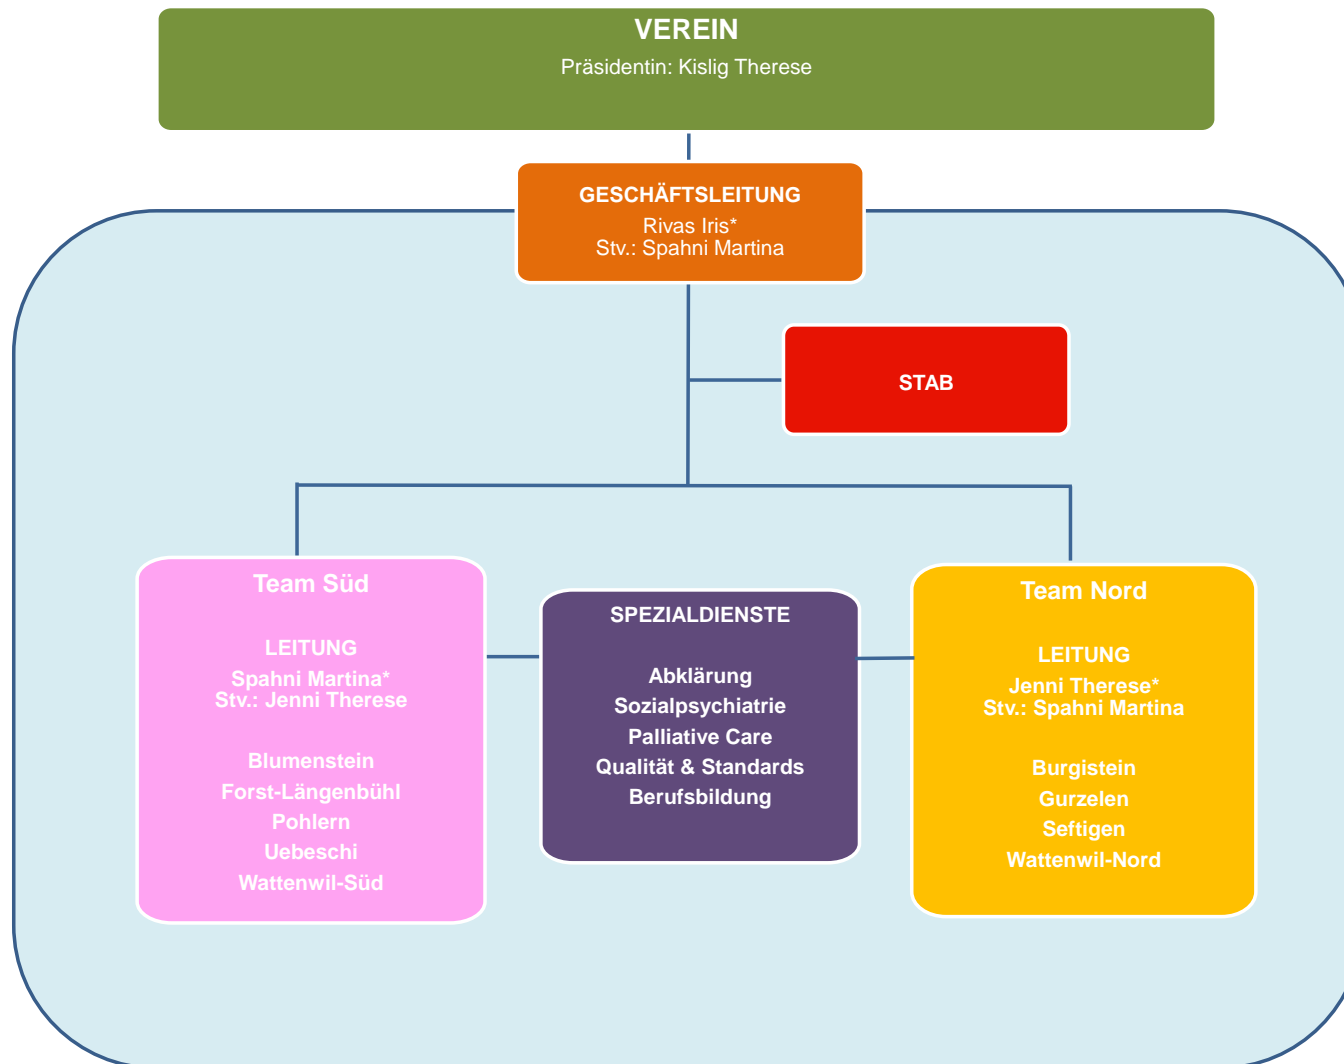 VEREIN
Präsidentin: Kislig Therese
GESCHÄFTSLEITUNG
Rivas Iris*
Stv.: Spahni Martina
STAB
Team Süd
LEITUNG
Spahni Martina*
Stv.: Jenni Therese
Blumenstein
Forst-Längenbühl
Pohlern
Uebeschi
Wattenwil-Süd
SPEZIALDIENSTE
Abklärung
Sozialpsychiatrie
Palliative Care
Qualität & Standards
Berufsbildung
Team Nord
LEITUNG
Jenni Therese*
Stv.: Spahni Martina
Burgistein
Gurzelen
Seftigen
Wattenwil-Nord